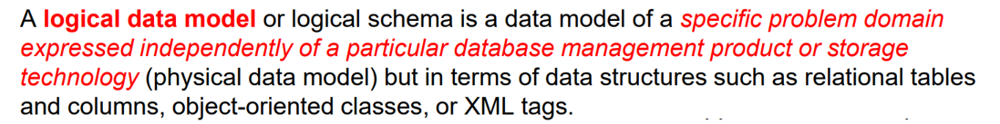 A logical data model or logical schema is a data model of a specific problem domain
expressed independently of a particular database management product or storage
technology (physical data model) but in terms of data structures such as relational tables
and columns, object-oriented classes, or XML tags.